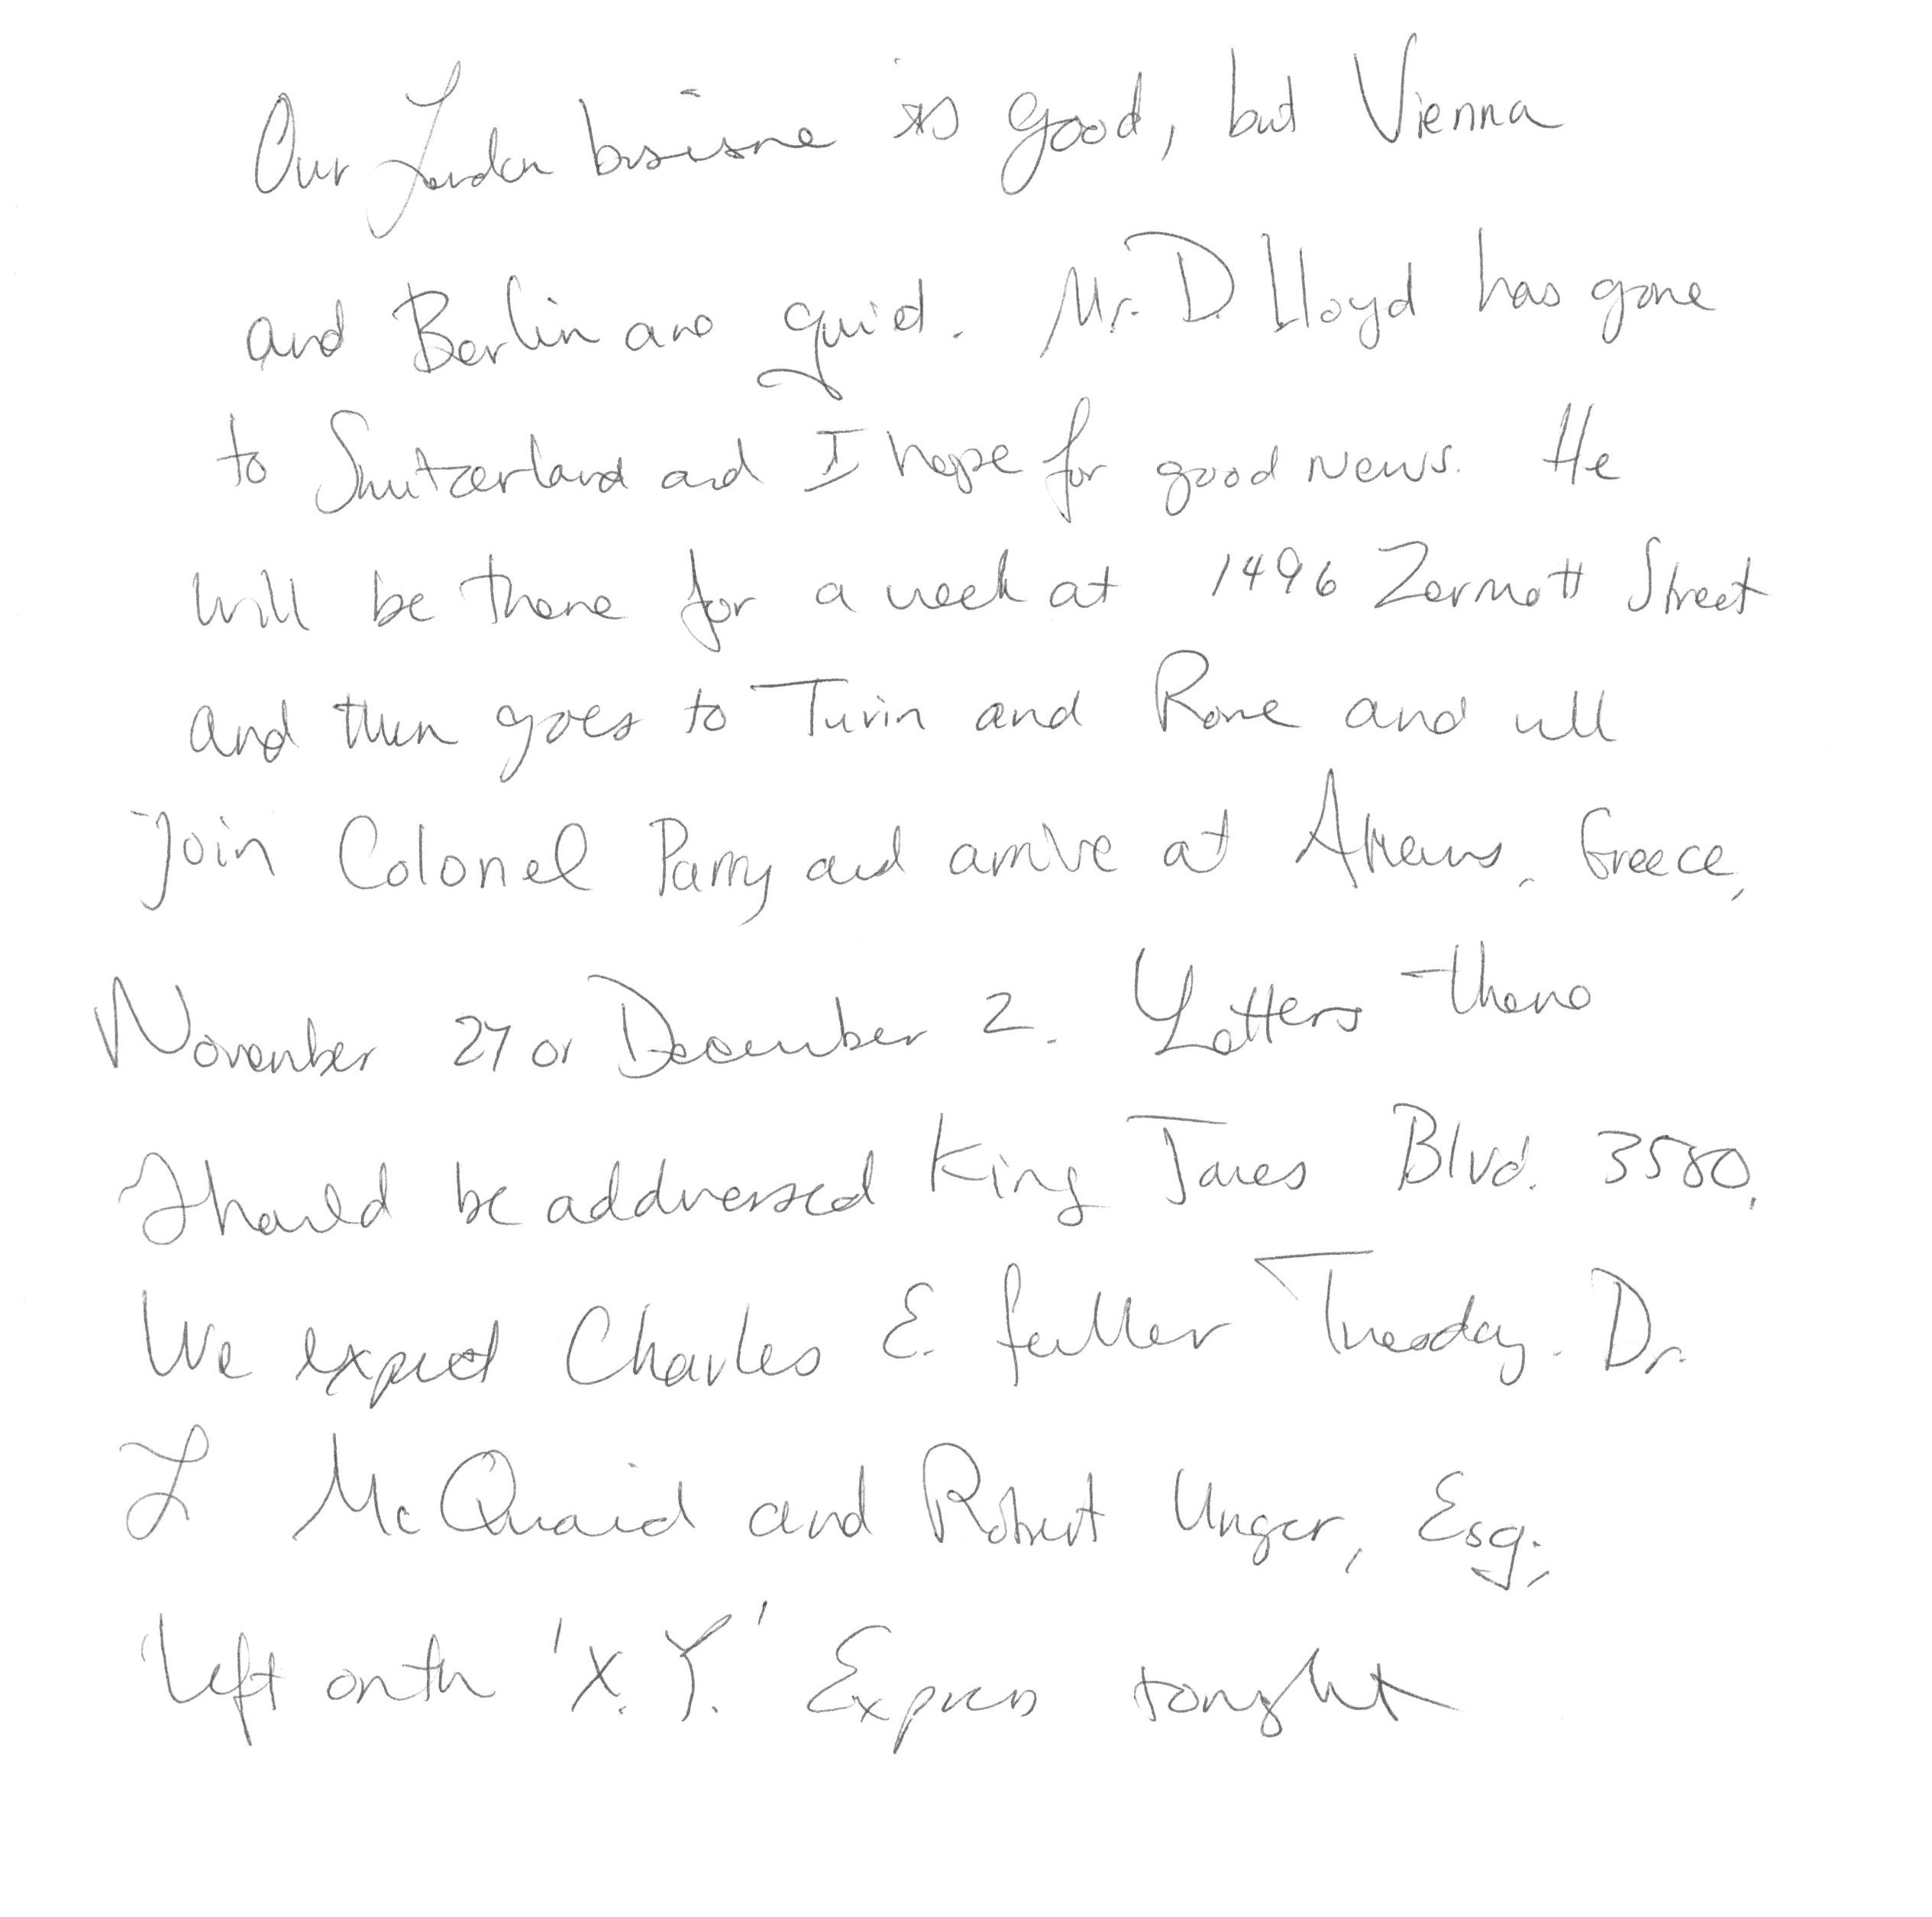 Our London business is good, but Vienna
and Berlin are quiet. Mr. D. Lloyd has gone
to Switzerland and I hope for good news. He
will be there for a week at 1496 Zermott Street
and then goes to Turin and Rome and will
join Colonel Parry and arrive at Athens, Greece,
November 27 or December 2. Letters there
should be addressed King James Blvd. 3580.
We expect Charles E. Fuller Tuesday. Dr.
L McQuaid and Robert Unger, Esq.,
left on the 'X.Y.' Express tonight